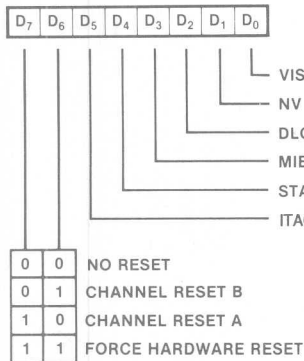 D7 D6 D5 D4 D3 D2 D1 D0
VIS
NV
DLC
MIE
STA
ITA
0 0 NO RESET
0 1 CHANNEL RESET B
1 0 CHANNEL RESET A
1 1 FORCE HARDWARE RESET